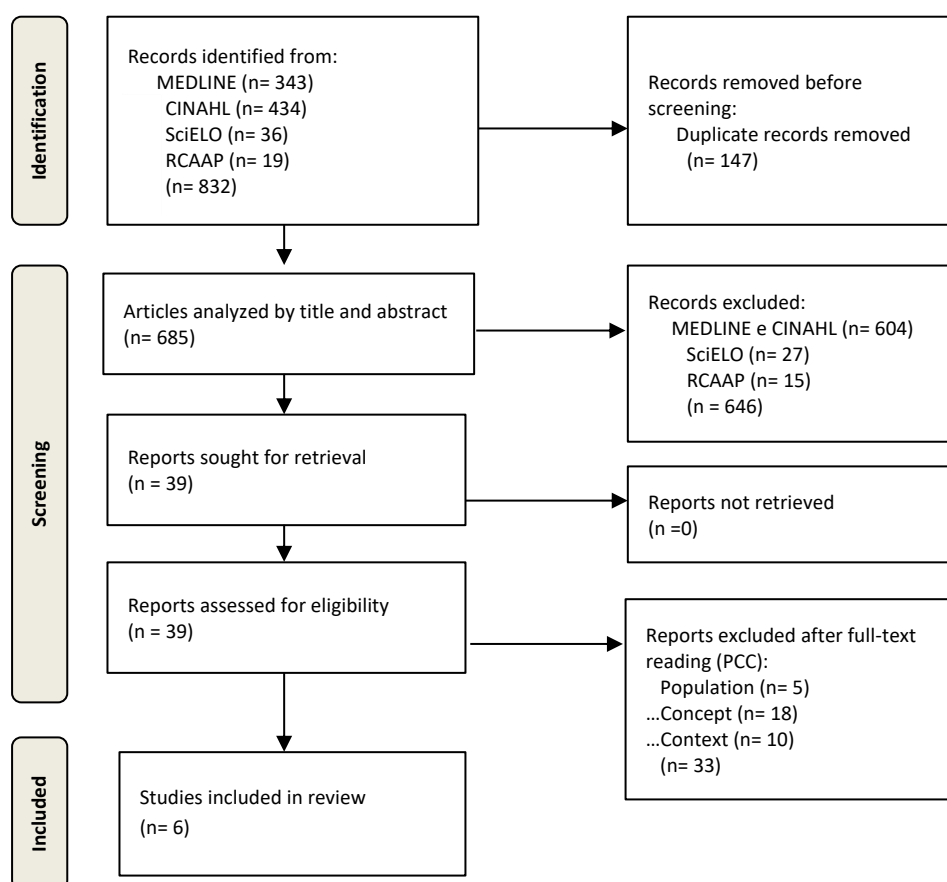 Identification
Records identified from:
MEDLINE (n= 343)
CINAHL (n= 434)
SciELO (n= 36)
RCAAP (n= 19)
(n= 832)
Records removed before
screening:
Duplicate records removed
(n= 147)
Screening
Articles analyzed by title and abstract
(n= 685)
Records excluded:
MEDLINE e CINAHL (n= 604)
SciELO (n= 27)
RCAAP (n= 15)
(n = 646)
Reports sought for retrieval
(n = 39)
Reports not retrieved
(n =0)
Reports assessed for eligibility
(n = 39)
Reports excluded after full-text
reading (PCC):
Population (n= 5)
...Concept (n= 18)
...Context (n= 10)
(n= 33)
Included
Studies included in review
(n= 6)